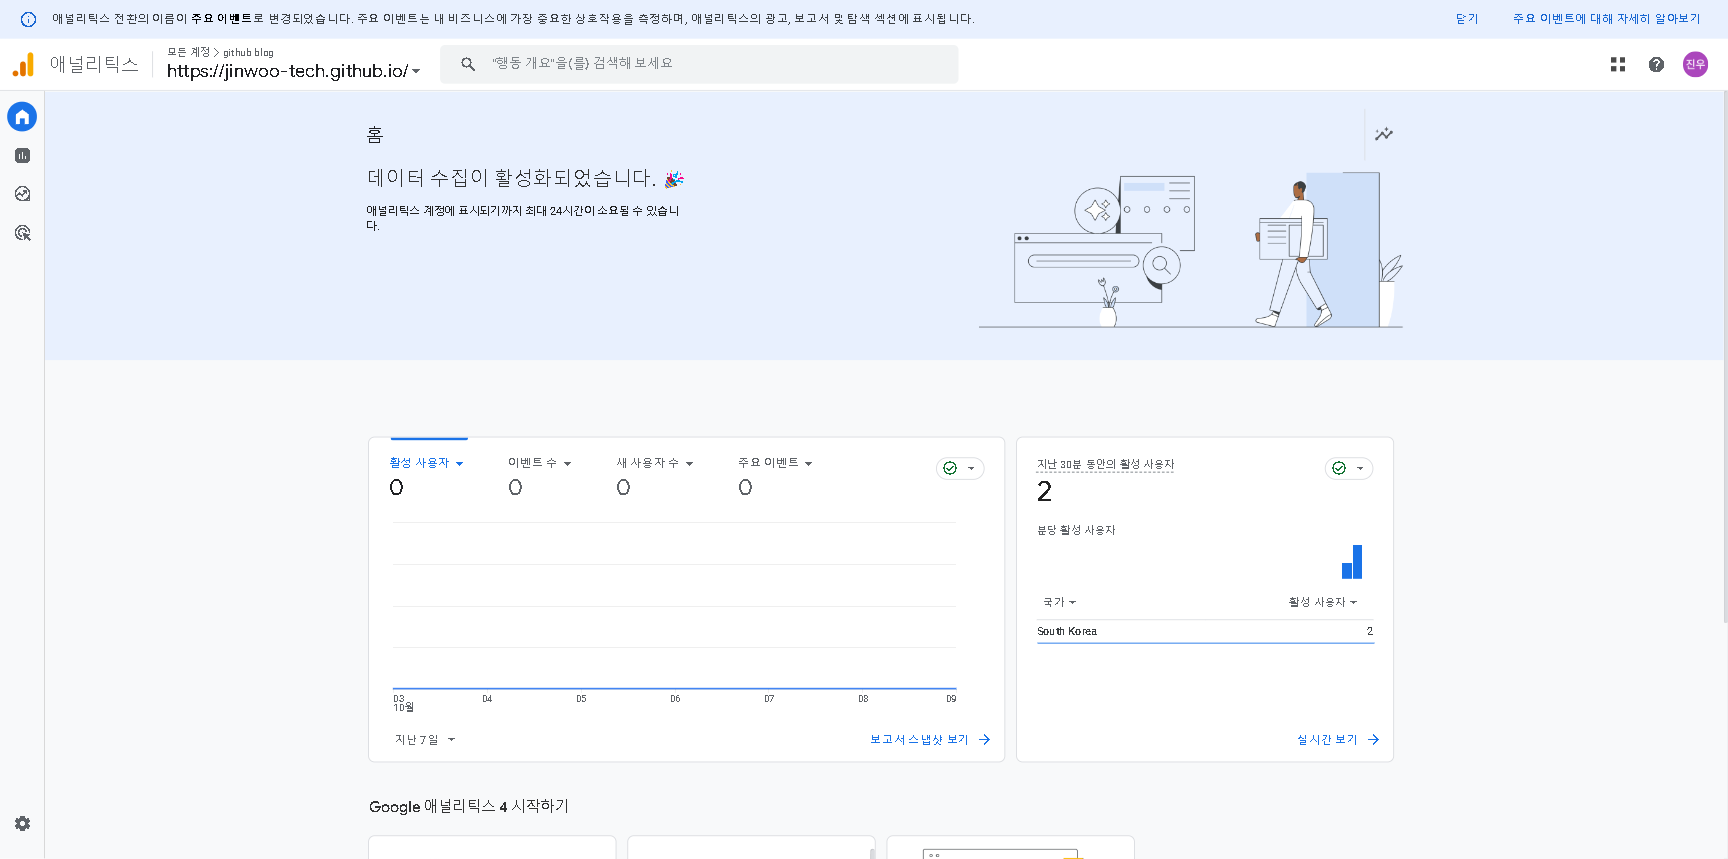 애널리틱스 전환의 이름이 주요 이벤트로 변경되었습니다. 주요 이벤트는 내 비즈니스에 가장 중요한 상호작용을 측정하며, 애널리틱스의 광고, 보고서 및 탐색 섹션에 표시됩니다.
닫기
주요 이벤트에 대해 자세히 알아보기
애널리틱스
모든 계정 > github blog
https://jinwoo-tech.github.io/
"행동 개요"을(를) 검색해 보세요
진우
홈
데이터 수집이 활성화되었습니다. 🎉
애널리틱스 계정에 표시되기까지 최대 24시간이 소요될 수 있습니
다.
활성 사용자
이벤트 수
새 사용자 수
주요 이벤트
0
0
0
0
03
10월
04
05
06
07
08
09
지난 7일
보고서 스냅샷 보기
지난 30분 동안의 활성 사용자
2
분당 활성 사용자
국가
활성 사용자
South Korea
2
실시간 보기
Google 애널리틱스 4 시작하기